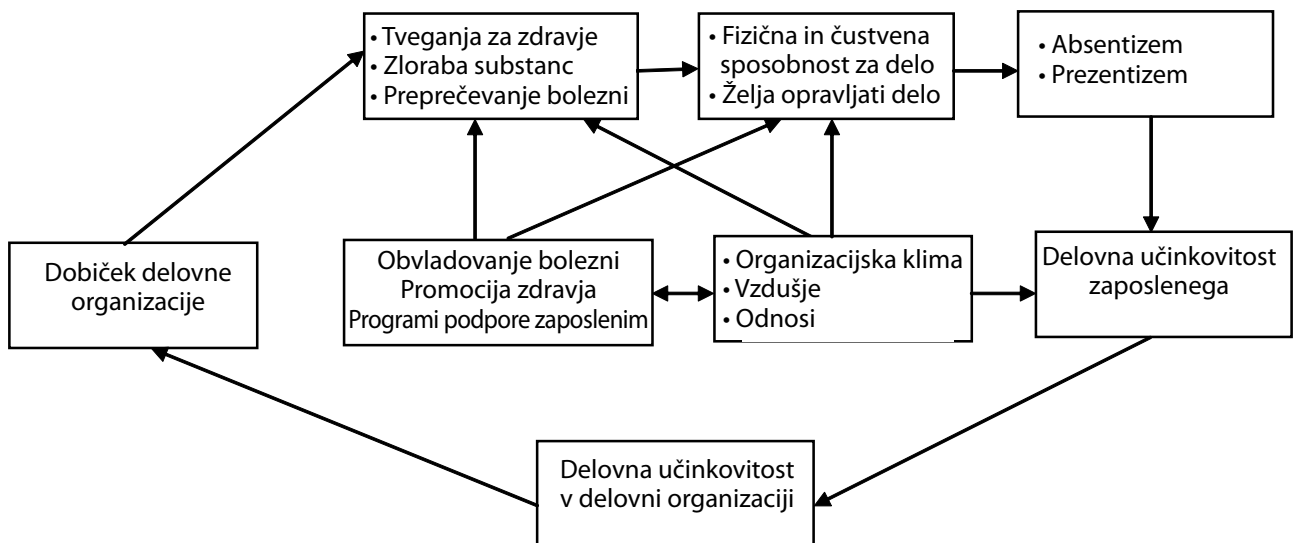 • Tveganja za zdravje
• Zloraba substanc
• Preprečevanje bolezni
• Fizična in čustvena
sposobnost za delo
• Želja opravljati delo
• Absentizem
• Prezentizem
Dobiček delovne
organizacije
Obvladovanje bolezni
Promocija zdravja
Programi podpore zaposlenim
• Organizacijska klima
• Vzdušje
• Odnosi
Delovna učinkovitost
zaposlenega
Delovna učinkovitost
v delovni organizaciji